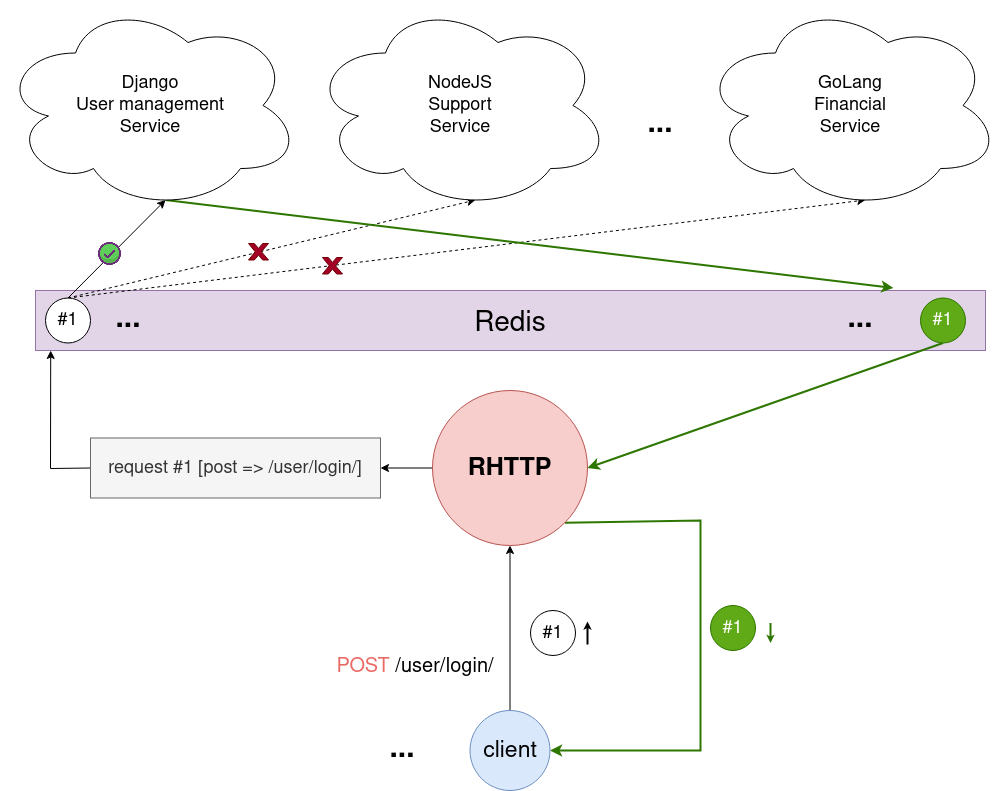 Django
User management
Service
NodeJS
Support
Service
...
GoLang
Financial
Service
#1
...
Redis
...
#1
request #1 [post => /user/login/]
RHTTP
#1
#1
POST /user/login/
...
client